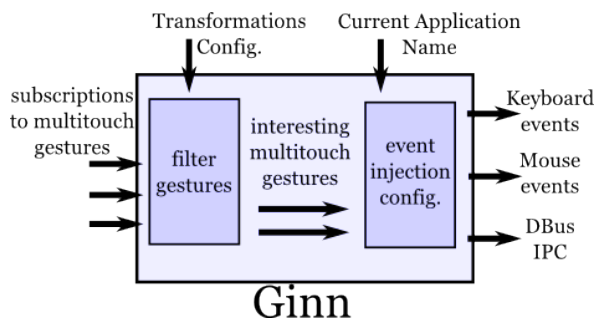 Transformations
Config.
Current Application
Name
subscriptions
to multitouch
gestures
filter
gestures
interesting
multitouch
gestures
event
injection
config.
Keyboard
events
Mouse
events
DBus
IPC
Ginn